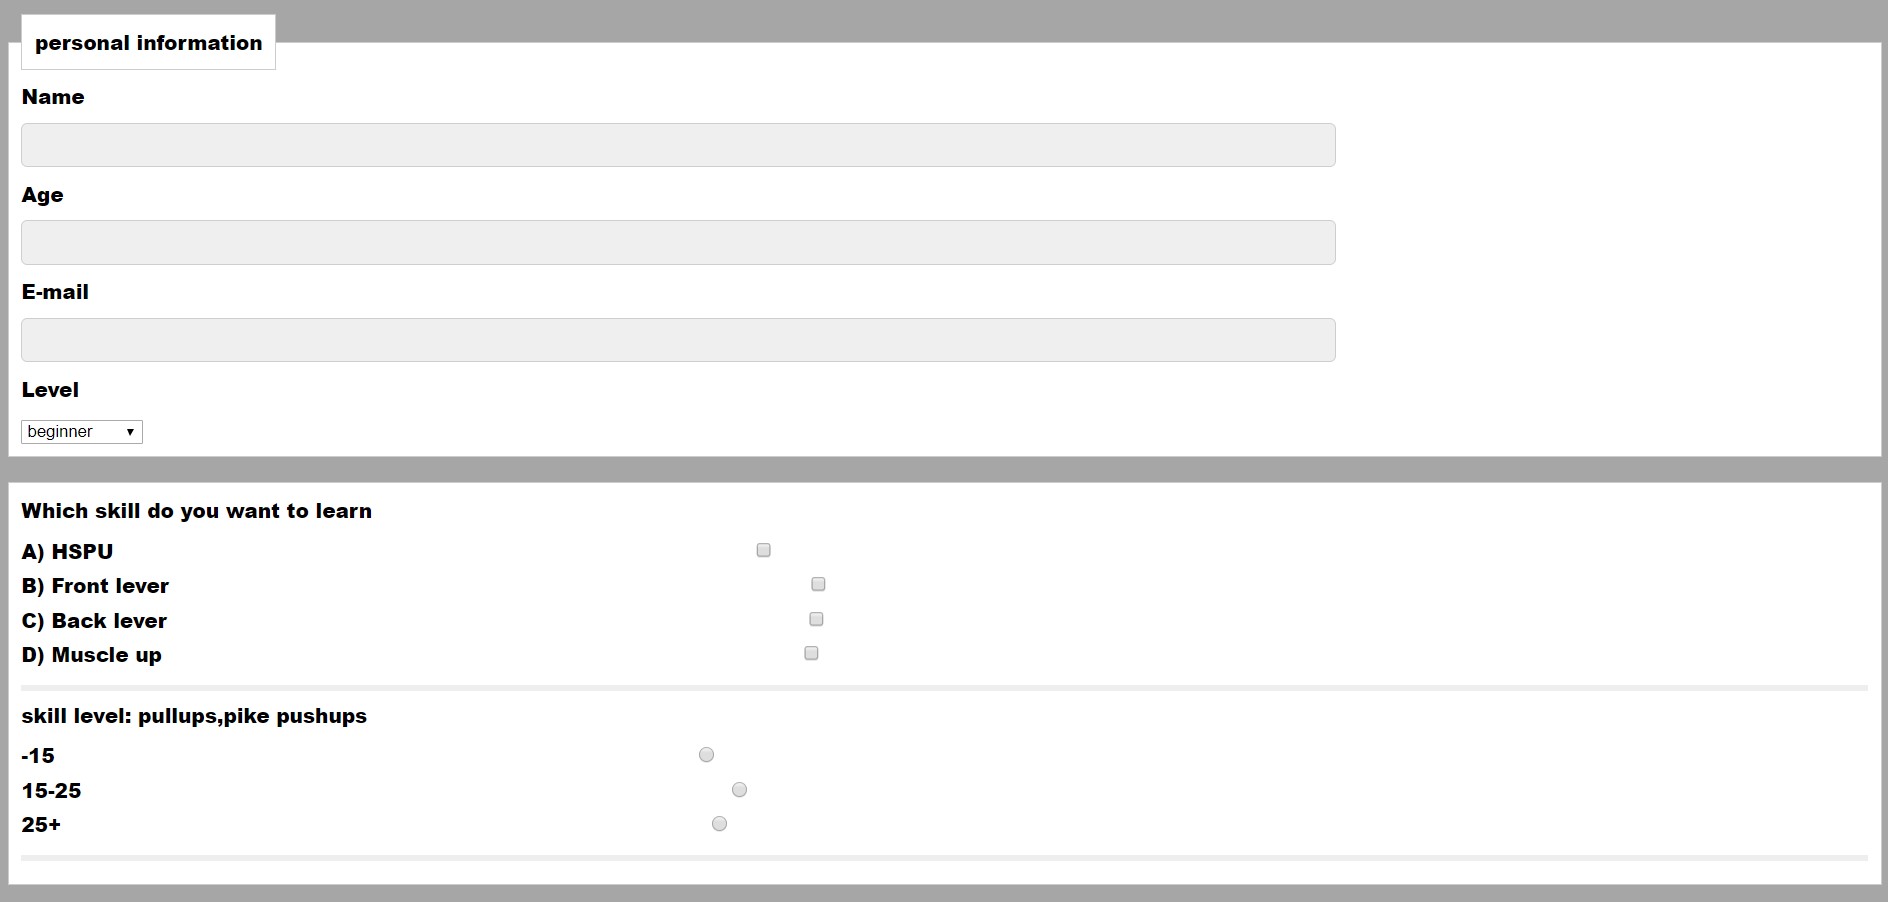 personal information
Name
Age
E-mail
Level
beginner
Which skill do you want to learn
A) HSPU
B) Front lever
C) Back lever
D) Muscle up
skill level: pullups,pike pushups
-15
15-25
25+